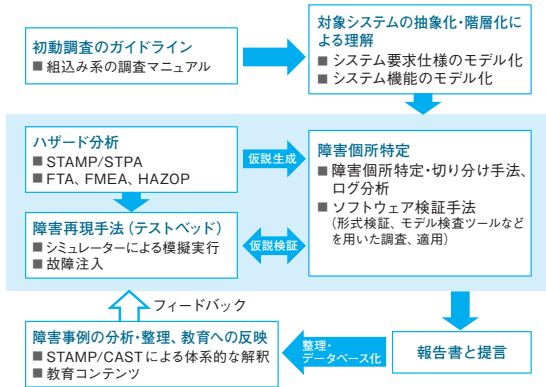 初動調査のガイドライン
■ 組込み系の調査マニュアル
対象システムの抽象化・階層化
による理解
■ システム要求仕様のモデル化
■ システム機能のモデル化
ハザード分析
■ STAMP/STPA
■ FTA、FMEA、HAZOP
仮説生成
障害個所特定
■ 障害個所特定・切り分け手法、
ログ分析
■ ソフトウェア検証手法
(形式検証、モデル検査ツールなど
を用いた調査、適用)
障害再現手法(テストベッド)
■ シミュレーターによる模擬実行
■ 故障注入
仮説検証
フィードバック
障害事例の分析・整理、教育への反映
■ STAMP/CASTによる体系的な解釈
■ 教育コンテンツ
整理・
データベース化
報告書と提言